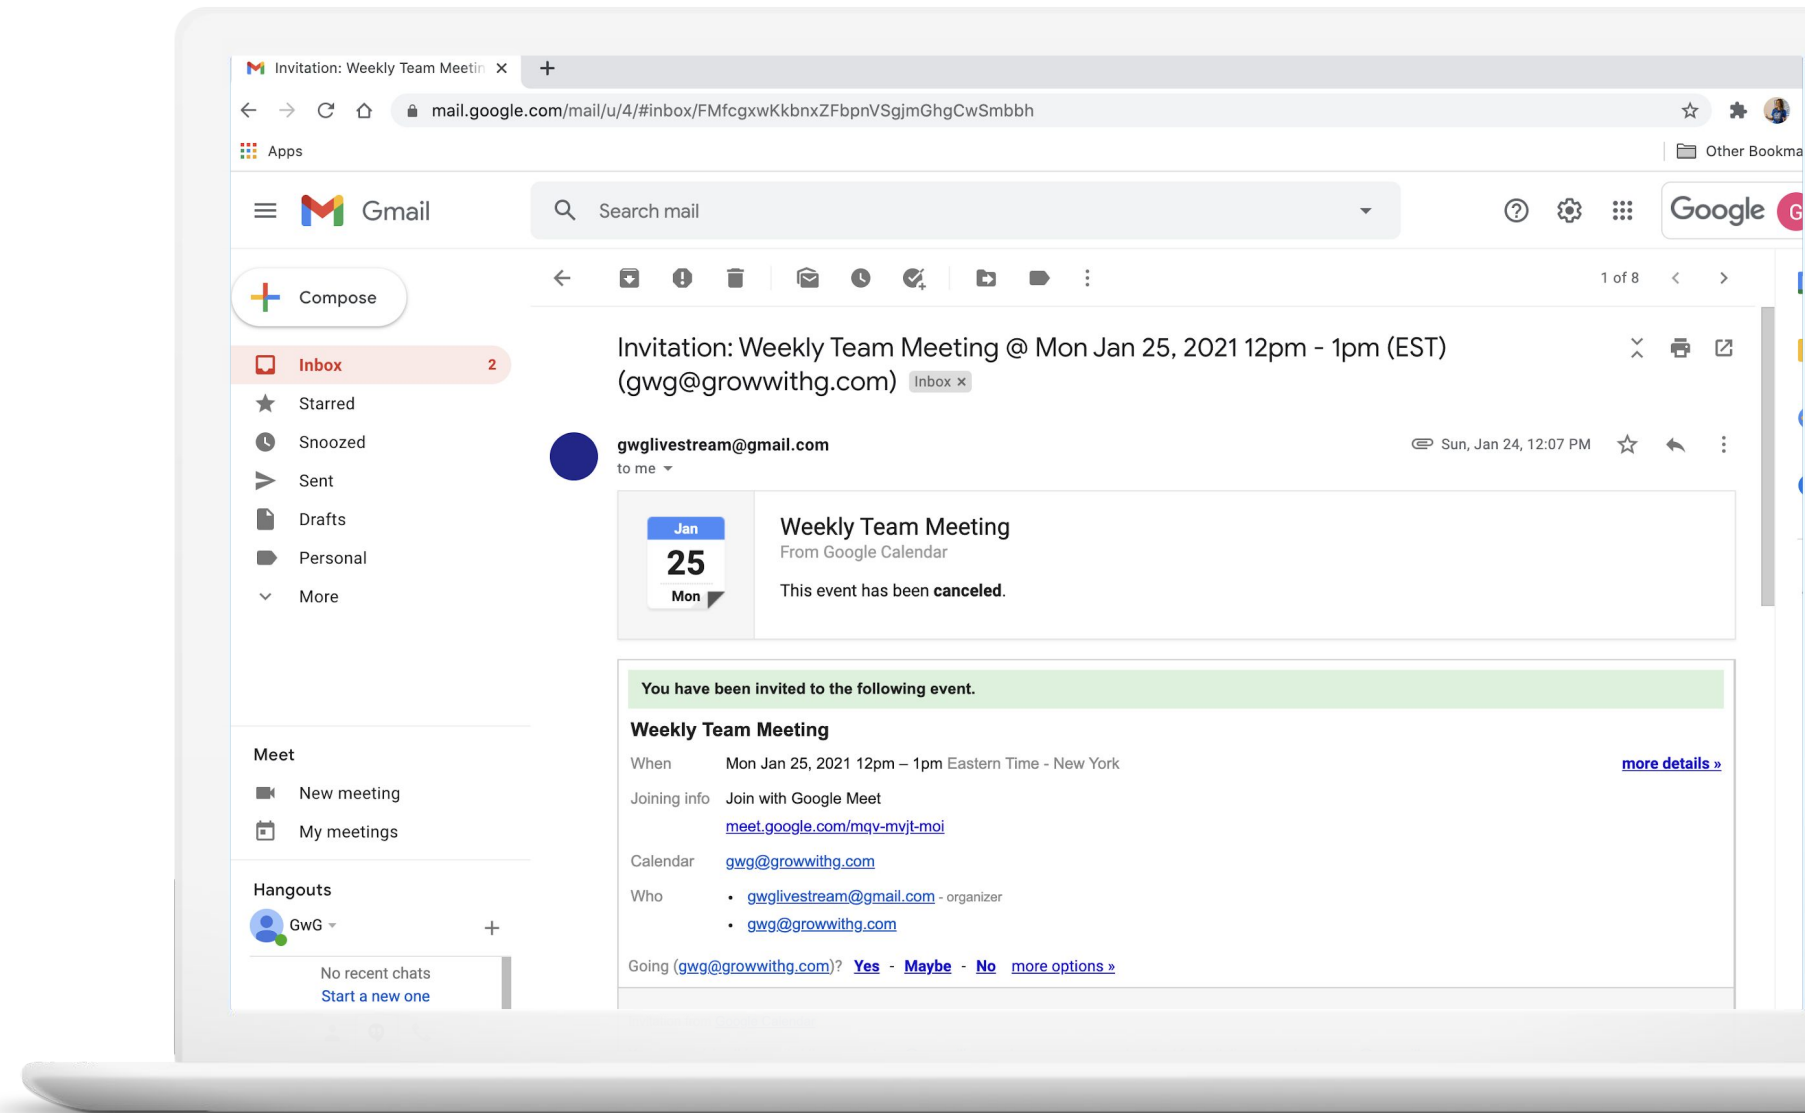 Invitation: Weekly Team Meetin
mail.google.com/mail/u/4/#inbox/FMfcgxwKkbnxZFbpnVSgjmGhgCwSmbbh
Apps
Other Bookma
Gmail
Search mail
Google
G
Compose
1 of 8
Inbox 2
Starred
Snoozed
Sent
Drafts
Personal
More
Meet
New meeting
My meetings
Hangouts
GwG
No recent chats
Start a new one
Invitation: Weekly Team Meeting @ Mon Jan 25, 2021 12pm - 1pm (EST)
(gwg@growwithg.com) Inbox x
gwglivestream@gmail.com
Sun, Jan 24, 12:07 PM
to me
Jan
25
Mon
Weekly Team Meeting
From Google Calendar
This event has been canceled.
You have been invited to the following event.
Weekly Team Meeting
When Mon Jan 25, 2021 12pm – 1pm Eastern Time - New York
more details »
Joining info Join with Google Meet
meet.google.com/mqv-mvjt-moi
Calendar gwg@growwithg.com
Who • gwglivestream@gmail.com - organizer
• gwg@growwithg.com
Going (gwg@growwithg.com)? Yes - Maybe - No more options »